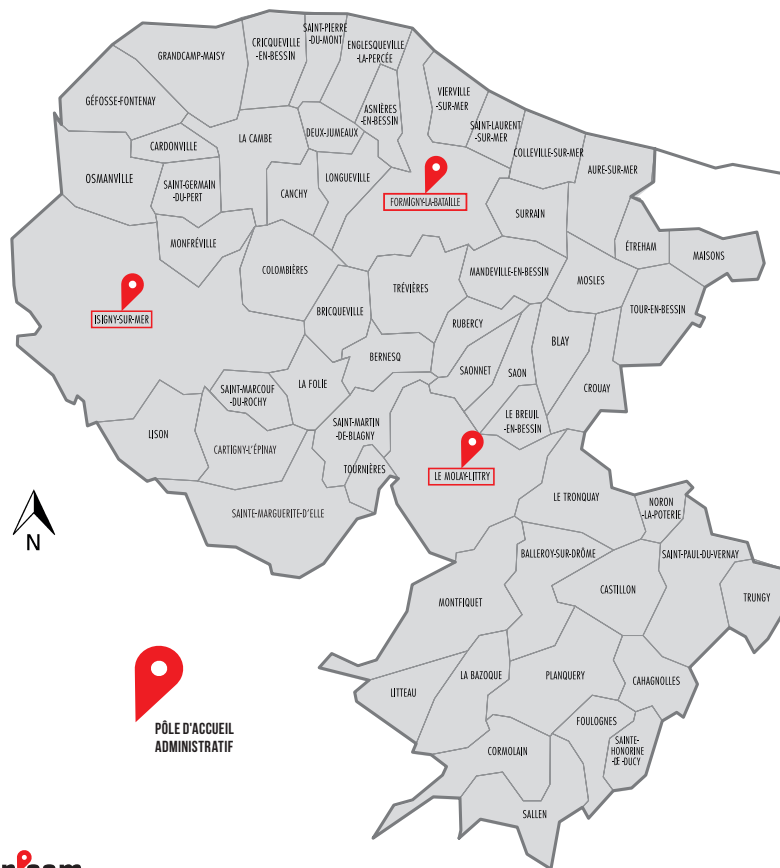 SAINT-PIERRE
-DU-MONT
CRICQUEVILLE
-EN-BESSIN
ENGLESQUEVILLE
-LA-PERCÉE
GRANDCAMP-MAISY
VIERVILLE
-SUR-MER
GÉFOSSE-FONTENAY
ASNIÈRES
-EN-BESSIN
SAINT-LAURENT
-SUR-MER
DEUX-JUMEAUX
LA CAMBE
CARDONVILLE
COLLEVILLE-SUR-MER
AURE-SUR-MER
OSMANVILLE
LONGUEVILLE
SAINT-GERMAIN
-DU-PERT
CANCHY
FORMIGNY-LA-BATAILLE
SURRAIN
MONFRÉVILLE
ÉTREHAM
MAISONS
COLOMBIÈRES
MANDEVILLE-EN-BESSIN
MOSLES
TRÉVIÈRES
TOUR-EN-BESSIN
BRICQUEVILLE
ISIGNY-SUR-MER
RUBERCY
BLAY
BERNESQ
SAONNET
SAON
CROUAY
LA FOLIE
SAINT-MARCOUF
-DU-ROCHY
LE BREUIL
-EN-BESSIN
SAINT-MARTIN
-DE-BLAGNY
LISON
CARTIGNY-L'ÉPINAY
TOURNIÈRES
LE MOLAY-LITTRY
LE TRONQUAY
NORON
-LA-POTERIE
SAINTE-MARGUERITE-D'ELLE
N
BALLEROY-SUR-DRÔME
SAINT-PAUL-DU-VERNAY
CASTILLON
TRUNGY
MONTFIQUET
LA BAZOQUE
PLANQUERY
CAHAGNOLLES
LITTEAU
FOULOGNES
PÔLE D'ACCUEIL
ADMINISTRATIF
CORMOLAIN
SAINTE-
HONORINE
-DE-DUCY
SALLEN